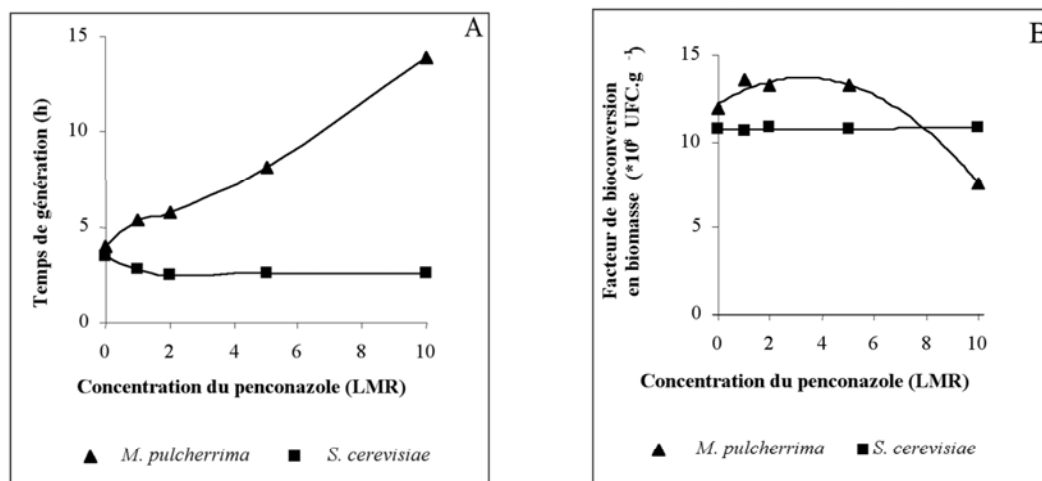 A
15
10
5
0
Temps de génération (h)
0 2 4 6 8 10
Concentration du penconazole (LMR)
M. pulcherrima S. cerevisiae
B
15
10
5
0
Facteur de bioconversion
en biomasse (*10⁸ UFC.g⁻¹)
0 2 4 6 8 10
Concentration du penconazole (LMR)
M. pulcherrima S. cerevisiae